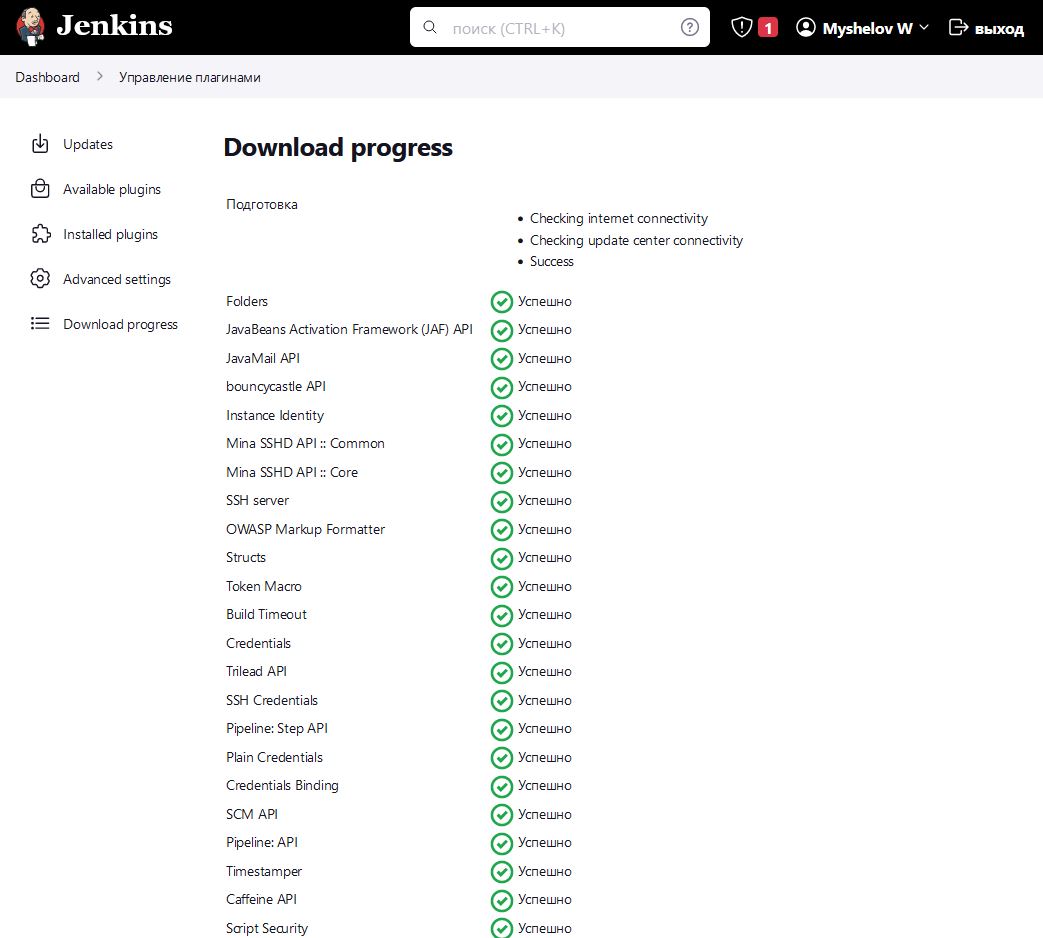 Jenkins
поиск (CTRL+K)
1
Myshelov W
выход
Dashboard
Управление плагинами
Updates
Available plugins
Installed plugins
Advanced settings
Download progress
Download progress
Подготовка
Checking internet connectivity
Checking update center connectivity
Success
Folders Успешно
JavaBeans Activation Framework (JAF) API Успешно
JavaMail API Успешно
bouncycastle API Успешно
Instance Identity Успешно
Mina SSHD API :: Common Успешно
Mina SSHD API :: Core Успешно
SSH server Успешно
OWASP Markup Formatter Успешно
Structs Успешно
Token Macro Успешно
Build Timeout Успешно
Credentials Успешно
Trilead API Успешно
SSH Credentials Успешно
Pipeline: Step API Успешно
Plain Credentials Успешно
Credentials Binding Успешно
SCM API Успешно
Pipeline: API Успешно
Timestamper Успешно
Caffeine API Успешно
Script Security Успешно